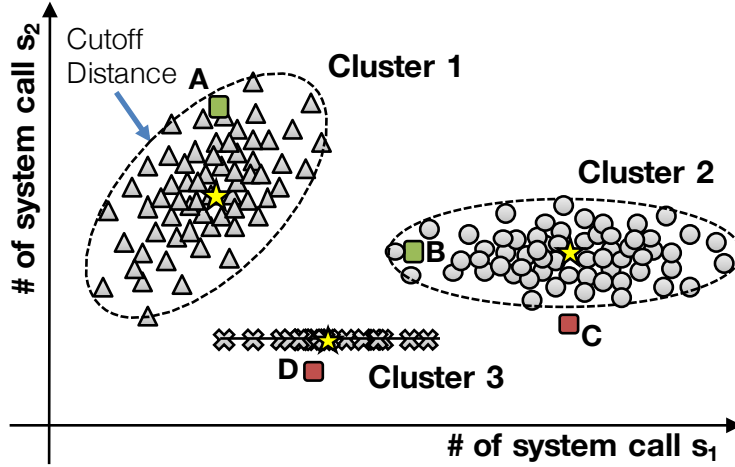 # of system call s2
Cutoff
Distance
A
Cluster 1
Cluster 2
B
C
D
Cluster 3
# of system call s1